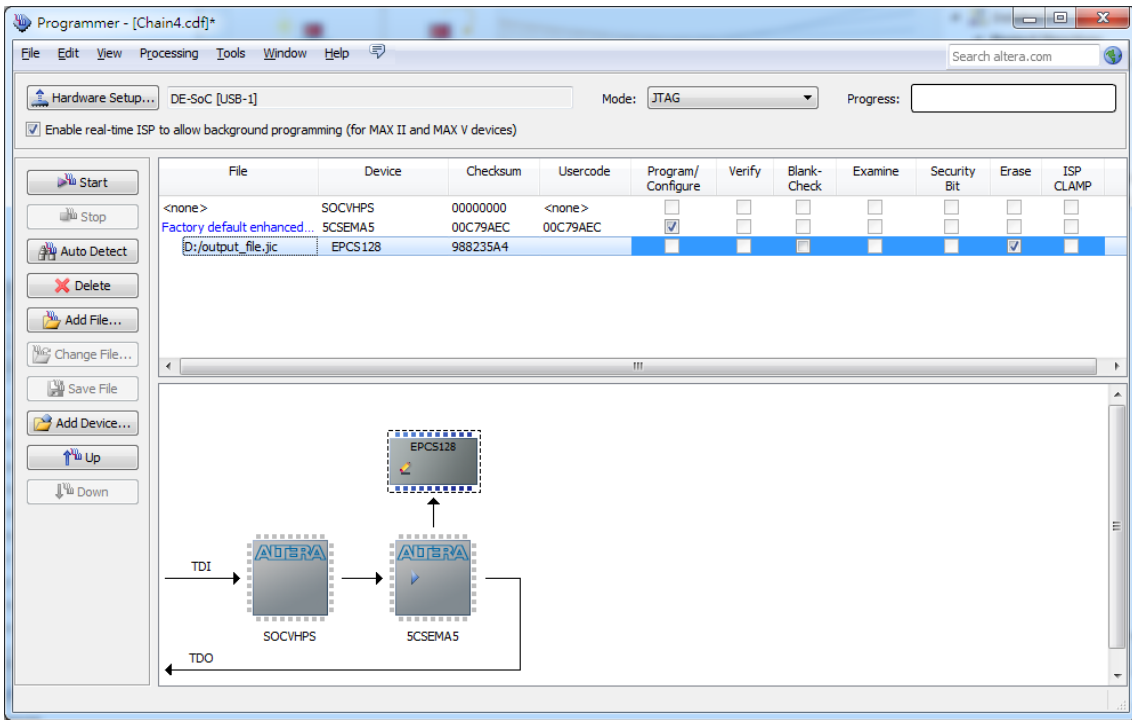 Programmer - [Chain4.cdf]*
File Edit View Processing Tools Window Help Search altera.com
Hardware Setup... DE-SoC [USB-1] Mode: JTAG Progress:
Enable real-time ISP to allow background programming (for MAX II and MAX V devices)
Start
Stop
Auto Detect
Delete
Add File...
Change File...
Save File
Add Device...
Up
Down
File Device Checksum Usercode Program/ Configure Verify Blank- Check Examine Security Bit Erase ISP CLAMP
<none> SOCVHPS 00000000 <none>
Factory default enhanced... 5CSEMA5 00C79AEC 00C79AEC
D:/output_file.jic EPCS128 988235A4
EPCS128
TDI
ALTERA
ALTERA
SOCVHPS
5CSEMA5
TDO